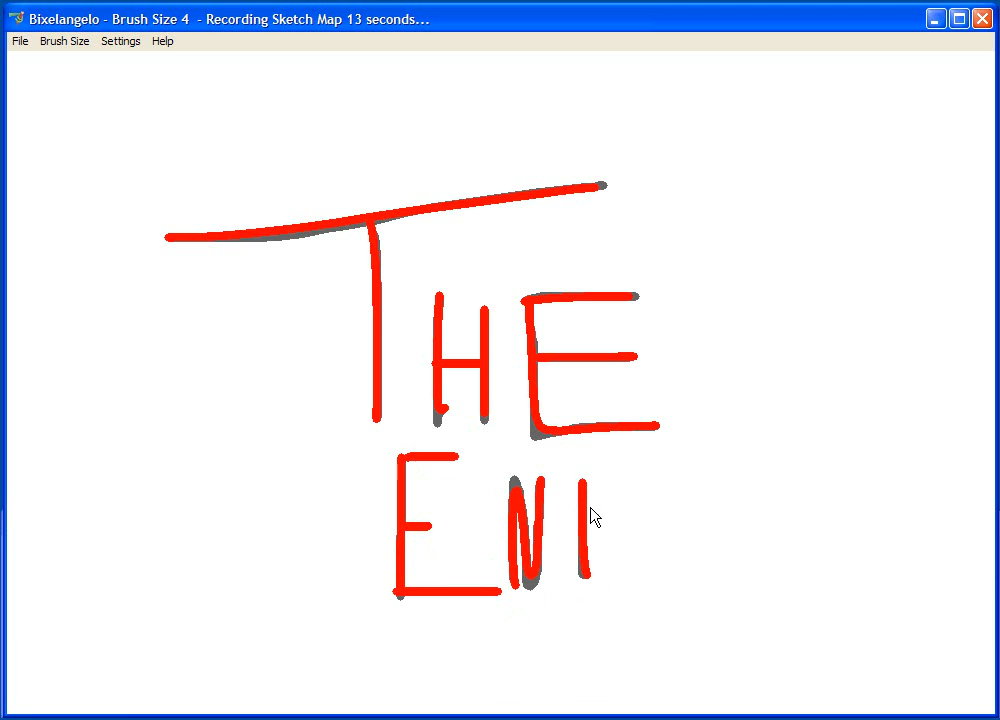 Bixelangelo - Brush Size 4 - Recording Sketch Map 13 seconds...
File Brush Size Settings Help
THE
ENI